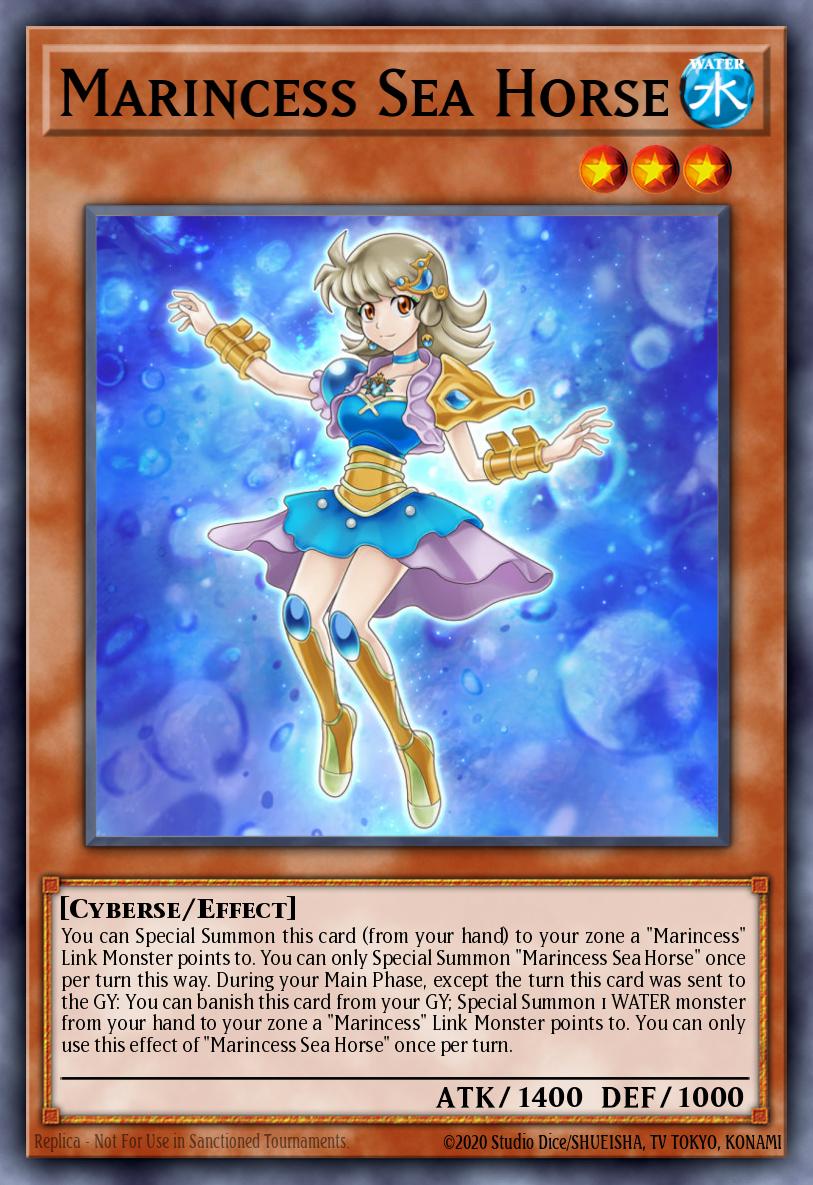 Marincess Sea Horse
WATER
水
[Cyberse/Effect]
You can Special Summon this card (from your hand) to your zone a "Marincess"
Link Monster points to. You can only Special Summon "Marincess Sea Horse" once
per turn this way. During your Main Phase, except the turn this card was sent to
the GY: You can banish this card from your GY; Special Summon 1 WATER monster
from your hand to your zone a "Marincess" Link Monster points to. You can only
use this effect of "Marincess Sea Horse" once per turn.
ATK/1400 DEF/1000
Replica - Not For Use in Sanctioned Tournaments.
©2020 Studio Dice/SHUEISHA, TV TOKYO, KONAMI